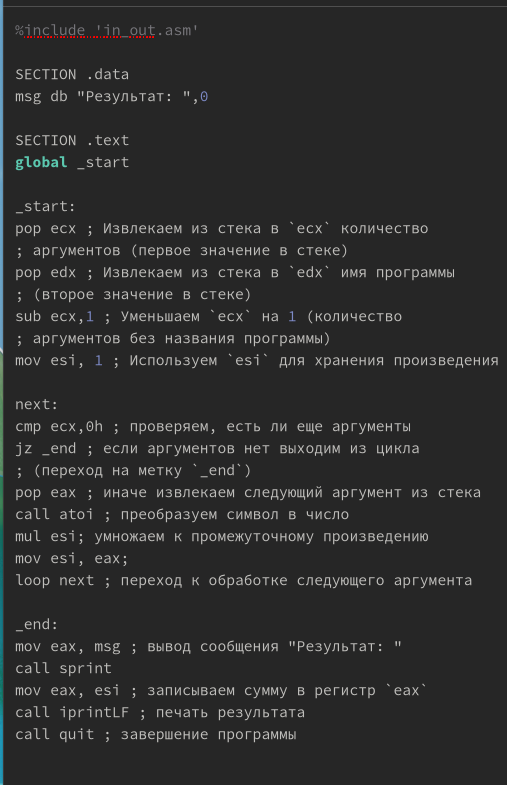 %include 'in_out.asm'
SECTION .data
msg db "Результат: ",0
SECTION .text
global _start
_start:
pop ecx ; Извлекаем из стека в `ecx` количество
; аргументов (первое значение в стеке)
pop edx ; Извлекаем из стека в `edx` имя программы
; (второе значение в стеке)
sub ecx,1 ; Уменьшаем `ecx` на 1 (количество
; аргументов без названия программы)
mov esi, 1 ; Используем `esi` для хранения произведения
next:
cmp ecx,0h ; проверяем, есть ли еще аргументы
jz _end ; если аргументов нет выходим из цикла
; (переход на метку `_end`)
pop eax ; иначе извлекаем следующий аргумент из стека
call atoi ; преобразуем символ в число
mul esi; умножаем к промежуточному произведению
mov esi, eax;
loop next ; переход к обработке следующего аргумента
_end:
mov eax, msg ; вывод сообщения "Результат: "
call sprint
mov eax, esi ; записываем сумму в регистр `eax`
call iprintLF ; печать результата
call quit ; завершение программы